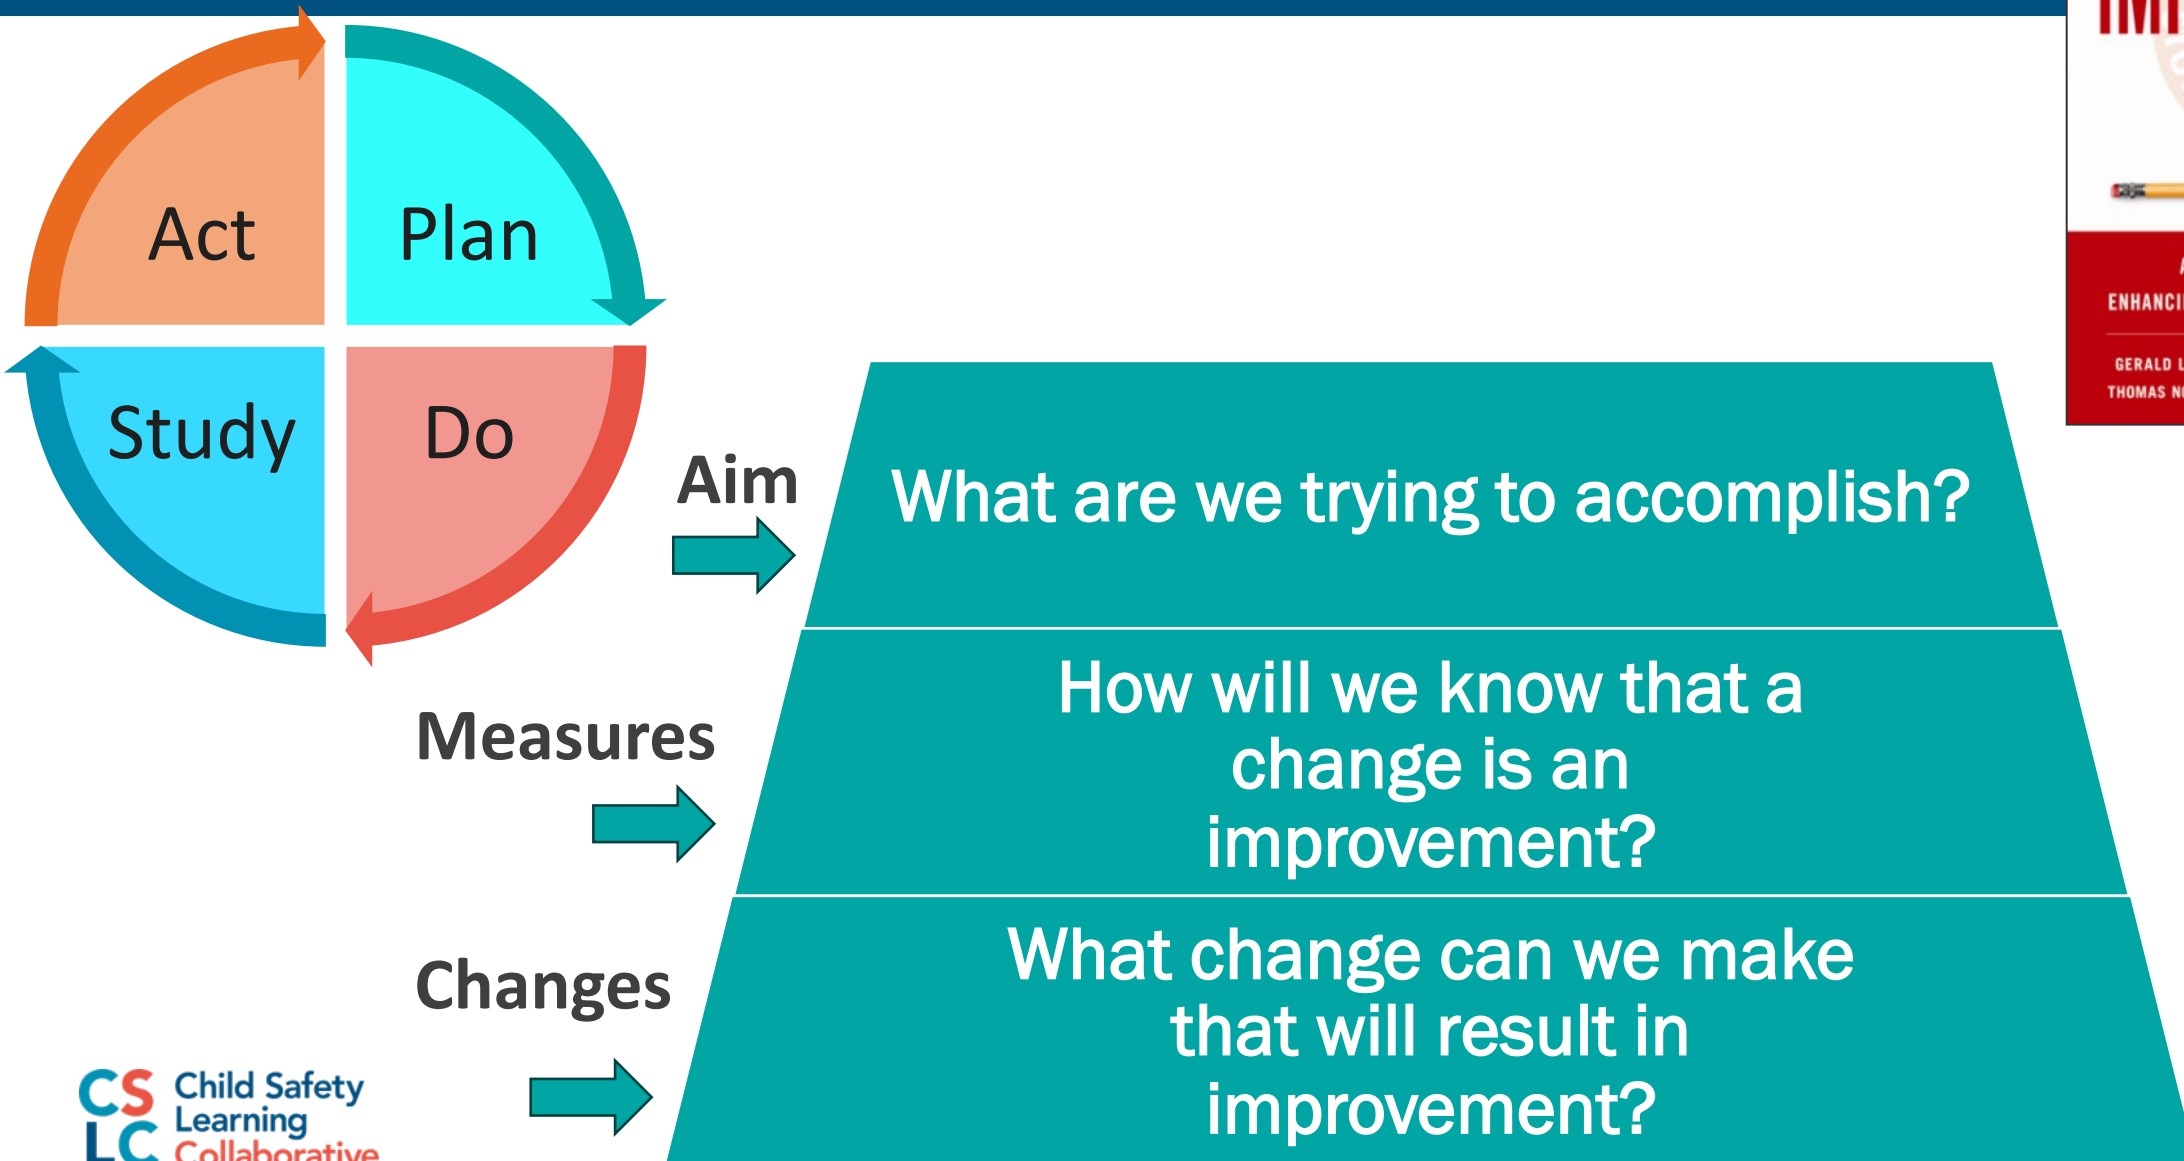 Act
Plan
Study
Do
Aim
What are we trying to accomplish?
Measures
How will we know that a
change is an
improvement?
Changes
What change can we make
that will result in
improvement?
CS
LC
Child Safety
Learning
Collaborative
GERALD
THOMAS